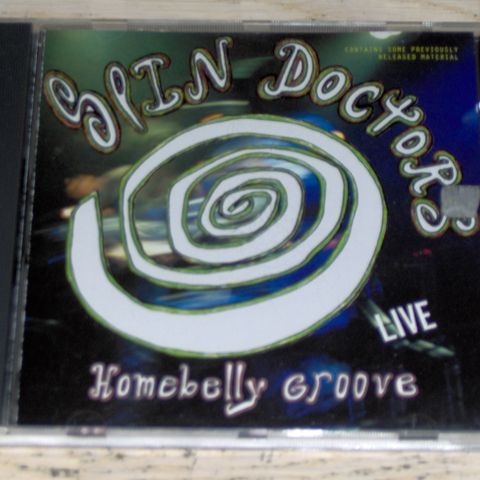 CONTAINS SOME PREVIOUSLY
RELEASED MATERIAL
SPIN DOCTORS
LIVE
Homebelly Groove